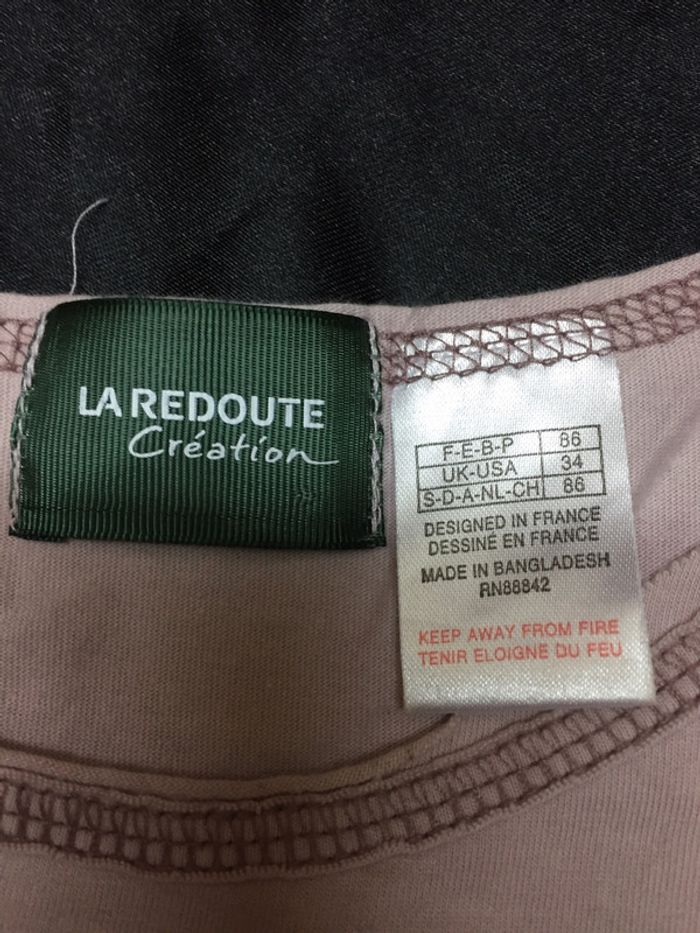 LA REDOUTE
Création
F-E-B-P 86
UK-USA 34
S-D-A-NL-CH 86
DESIGNED IN FRANCE
DESSINÉ EN FRANCE
MADE IN BANGLADESH
RN88842
KEEP AWAY FROM FIRE
TENIR ELOIGNE DU FEU